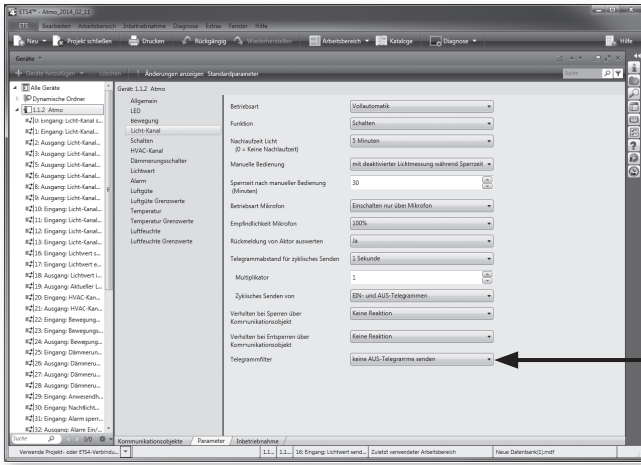 ETS4™ - Atmo_2014_02_11
ETS Bearbeiten Arbeitsbereich Inbetriebnahme Diagnose Extras Fenster Hilfe
Neu Projekt schließen Drucken Rückgängig Wiederherstellen Arbeitsbereich Kataloge Diagnose Hilfe
Geräte
Geräte Hinzufügen Löschen Änderungen anzeigen Standardparameter Suche
Alle Geräte
Dynamische Ordner
1.1.2 Atmo
0: Eingang: Licht-Kanal s...
1: Eingang: Licht-Kanal...
2: Ausgang: Licht-Kanal...
3: Ausgang: Licht-Kanal...
5: Ausgang: Licht-Kanal...
6: Ausgang: Licht-Kanal...
8: Ausgang: Licht-Kanal...
9: Ausgang: Licht-Kanal...
10: Eingang: Licht-Kanal...
11: Eingang: Licht-Kanal...
12: Eingang: Licht-Kanal...
13: Eingang: Licht-Kanal...
16: Eingang: Lichtwert s...
17: Eingang: Lichtwert e...
18: Ausgang: Lichtwert i...
19: Ausgang: Aktueller L...
20: Eingang: HVAC-Kan...
21: Ausgang: HVAC-Kan...
22: Eingang: Bewegung...
23: Eingang: Bewegungs...
24: Ausgang: Bewegung...
25: Eingang: Dämmerun...
26: Ausgang: Dämmeru...
27: Ausgang: Dämmeru...
28: Ausgang: Dämmeru...
29: Eingang: Anwesendh...
30: Eingang: Nachtlicht...
31: Eingang: Alarm sperr...
32: Ausgang: Alarm Ein/...
Suche 0/0
Gerät: 1.1.2 Atmo
Allgemein
LED
Bewegung
Licht-Kanal
Schalten
HVAC-Kanal
Dämmerungsschalter
Lichtwert
Alarm
Luftgüte
Luftgüte Grenzwerte
Temperatur
Temperatur Grenzwerte
Luftfeuchte
Luftfeuchte Grenzwerte
Betriebsart Vollautomatik
Funktion Schalten
Nachlaufzeit Licht 5 Minuten
(0 = Keine Nachlaufzeit)
Manuelle Bedienung mit deaktivierter Lichtmessung während Sperrzeit
Sperrzeit nach manueller Bedienung 30
(Minuten)
Betriebsart Mikrofon Einschalten nur über Mikrofon
Empfindlichkeit Mikrofon 100%
Rückmeldung von Aktor auswerten Ja
Telegrammabstand für zyklisches Senden 1 Sekunde
Multiplikator 1
Zyklisches Senden von EIN- und AUS-Telegrammen
Verhalten bei Sperren über Keine Reaktion
Kommunikationsobjekt
Verhalten bei Entsperren über Keine Reaktion
Kommunikationsobjekt
Telegrammfilter keine AUS-Telegramme senden
Kommunikationsobjekte Parameter Inbetriebnahme
Verwende Projekt- oder ETS4-Verbindu... 1.1... 1.1... 16: Eingang: Lichtwert send... Zuletzt verwendeter Arbeitsbereich Neue Datenbank(1).mdf